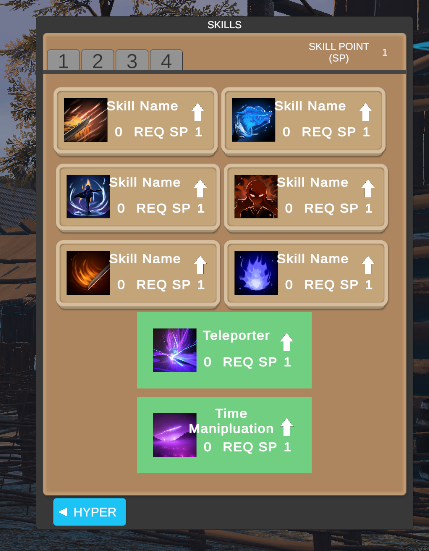 SKILLS
SKILL POINT
(SP)
1
1 2 3 4
Skill Name
0 REQ SP 1
Skill Name
0 REQ SP 1
Skill Name
0 REQ SP 1
Skill Name
0 REQ SP 1
Skill Name
0 REQ SP 1
Skill Name
0 REQ SP 1
Teleporter
0 REQ SP 1
Time
Manipluation
0 REQ SP 1
HYPER